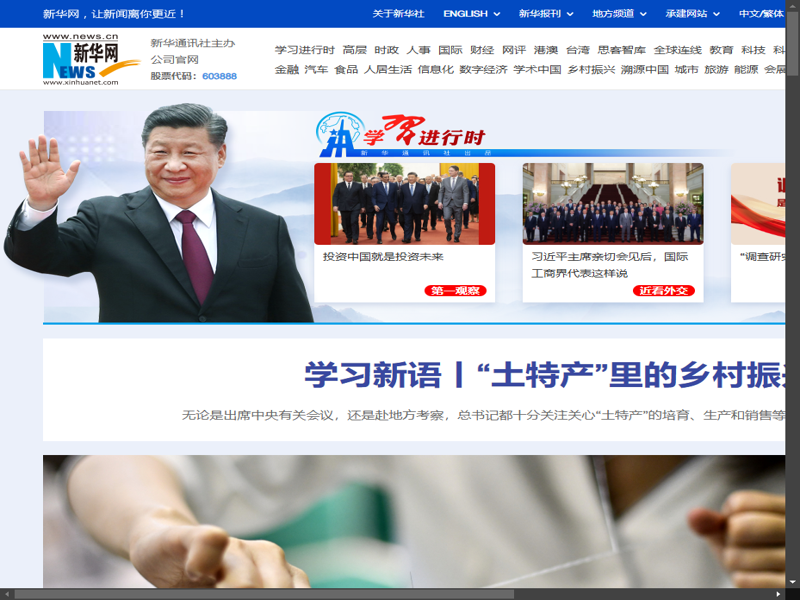 新华网，让新闻离你更近！
关于新华社 ENGLISH 新华报刊 地方频道 承建网站 中文/繁体
www.news.cn
新华网
NEWS
www.xinhuanet.com
新华通讯社主办
公司官网
股票代码：603888
学习进行时 高层 时政 人事 国际 财经 网评 港澳 台湾 思客智库 全球连线 教育 科技
金融 汽车 食品 人居生活 信息化 数字经济 学术中国 乡村振兴 溯源中国 城市 旅游 能源 会展
学习进行时
新华通讯社出品
投资中国就是投资未来
第一观察
习近平主席亲切会见后，国际
工商界代表这样说
近看外交
“调查研究
学习新语丨“土特产”里的乡村振兴
无论是出席中央有关会议，还是赴地方考察，总书记都十分关注关心“土特产”的培育、生产和销售等